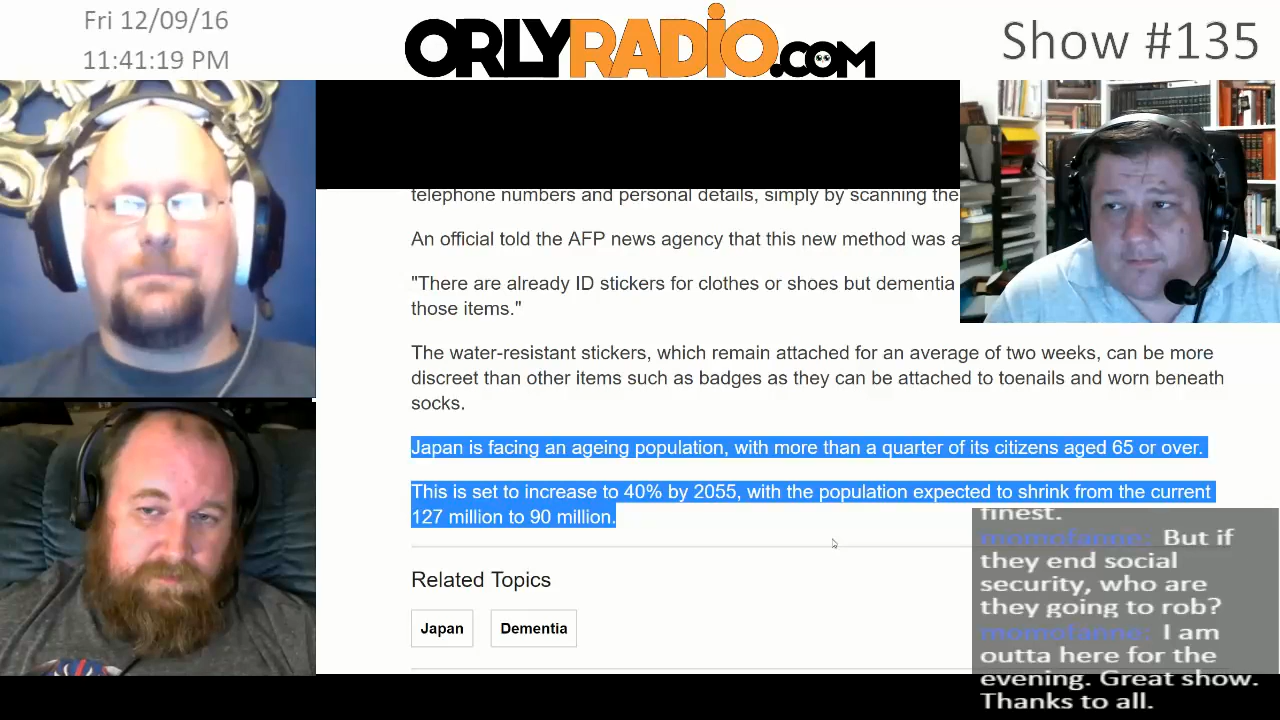 Fri 12/09/16
11:41:19 PM
ORLYRADIO.COM
Show #135
telephone numbers and personal details, simply by scanning the
An official told the AFP news agency that this new method was a
"There are already ID stickers for clothes or shoes but dementia
those items."
The water-resistant stickers, which remain attached for an average of two weeks, can be more
discreet than other items such as badges as they can be attached to toenails and worn beneath
socks.
Japan is facing an ageing population, with more than a quarter of its citizens aged 65 or over.
This is set to increase to 40% by 2055, with the population expected to shrink from the current
127 million to 90 million.
Related Topics
Japan
Dementia
finest.
momofanne: But if
they end social
security, who are
they going to rob?
momofanne: I am
outta here for the
evening. Great show.
Thanks to all.